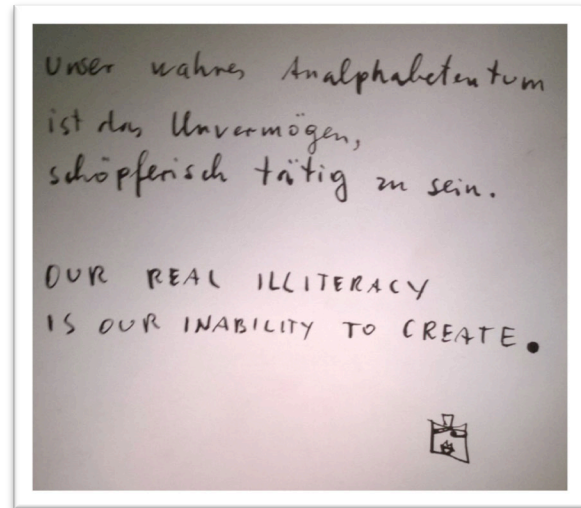 Unser wahres Analphabetentum
ist das Unvermögen,
schöpferisch tätig zu sein.
OUR REAL ILLITERACY
IS OUR INABILITY TO CREATE.